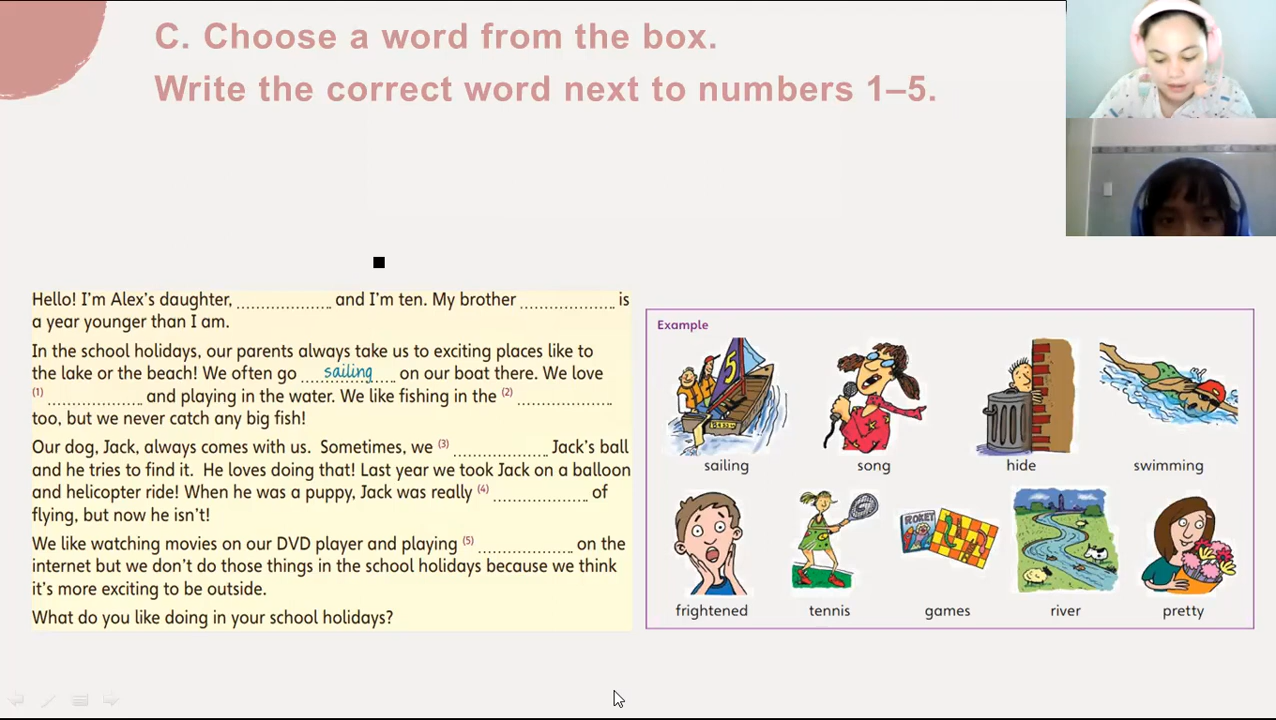 C. Choose a word from the box.
Write the correct word next to numbers 1–5.
Hello! I'm Alex's daughter, .................... and I'm ten. My brother .................... is
a year younger than I am.
In the school holidays, our parents always take us to exciting places like to
the lake or the beach! We often go sailing on our boat there. We love
(1) .................... and playing in the water. We like fishing in the (2) ....................
too, but we never catch any big fish!
Our dog, Jack, always comes with us. Sometimes, we (3) .................... Jack's ball
and he tries to find it. He loves doing that! Last year we took Jack on a balloon
and helicopter ride! When he was a puppy, Jack was really (4) .................... of
flying, but now he isn't!
We like watching movies on our DVD player and playing (5) .................... on the
internet but we don't do those things in the school holidays because we think
it's more exciting to be outside.
What do you like doing in your school holidays?
Example
5
sailing
song
hide
swimming
ROCKET
frightened
tennis
games
river
pretty